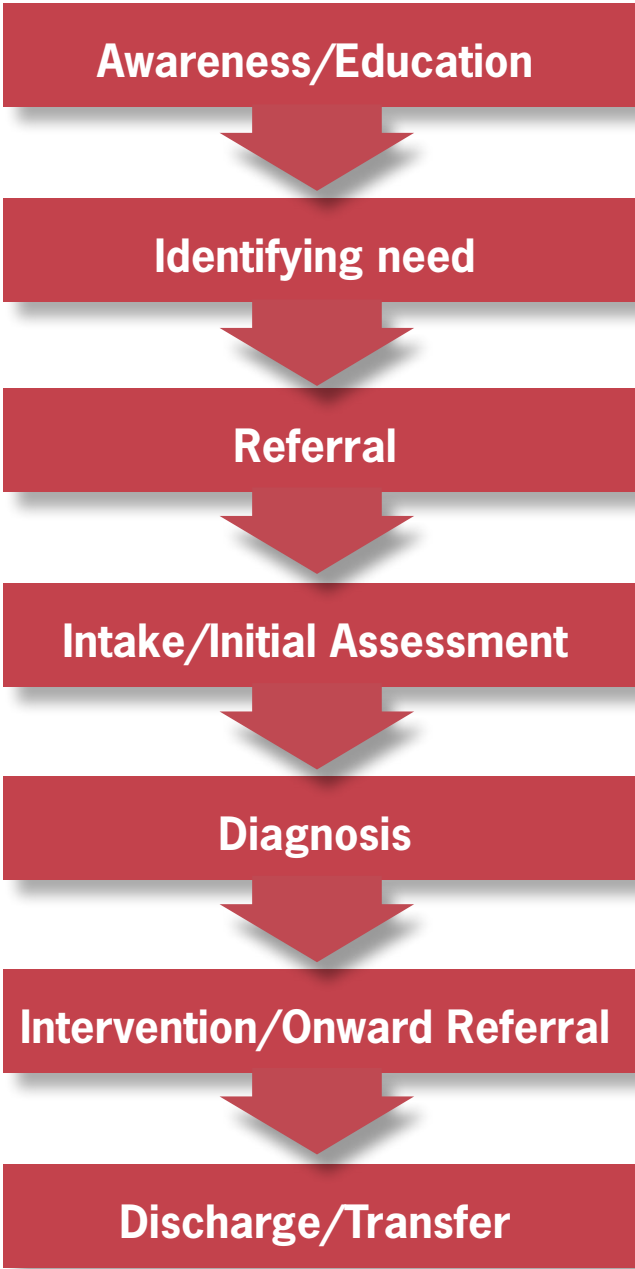 Awareness/Education
Identifying need
Referral
Intake/Initial Assessment
Diagnosis
Intervention/Onward Referral
Discharge/Transfer